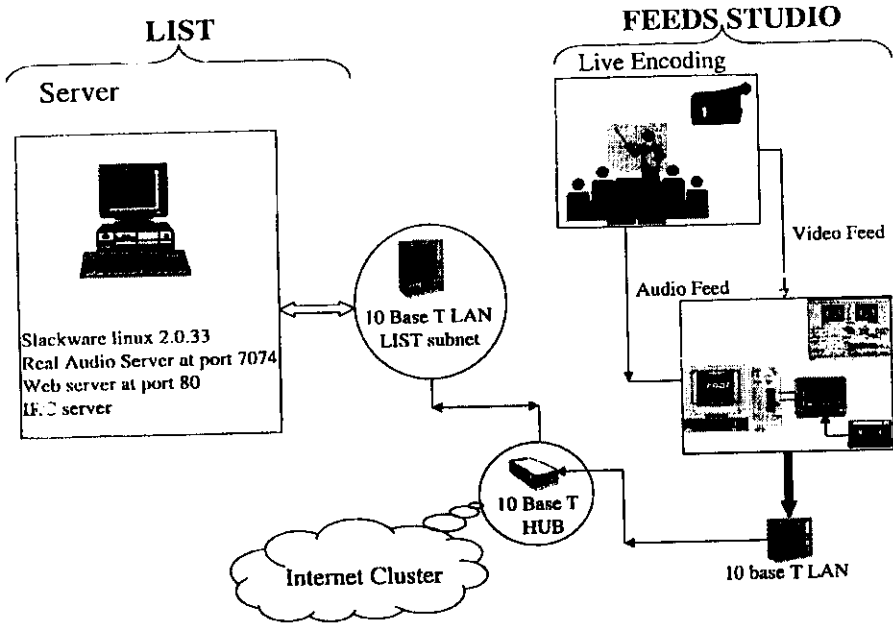 LIST
Server
Slackware linux 2.0.33
Real Audio Server at port 7074
Web server at port 80
server
10 Base T LAN
LIST subnet
FEEDS STUDIO
Live Encoding
Video Feed
Audio Feed
10 Base T
HUB
Internet Cluster
10 base T LAN